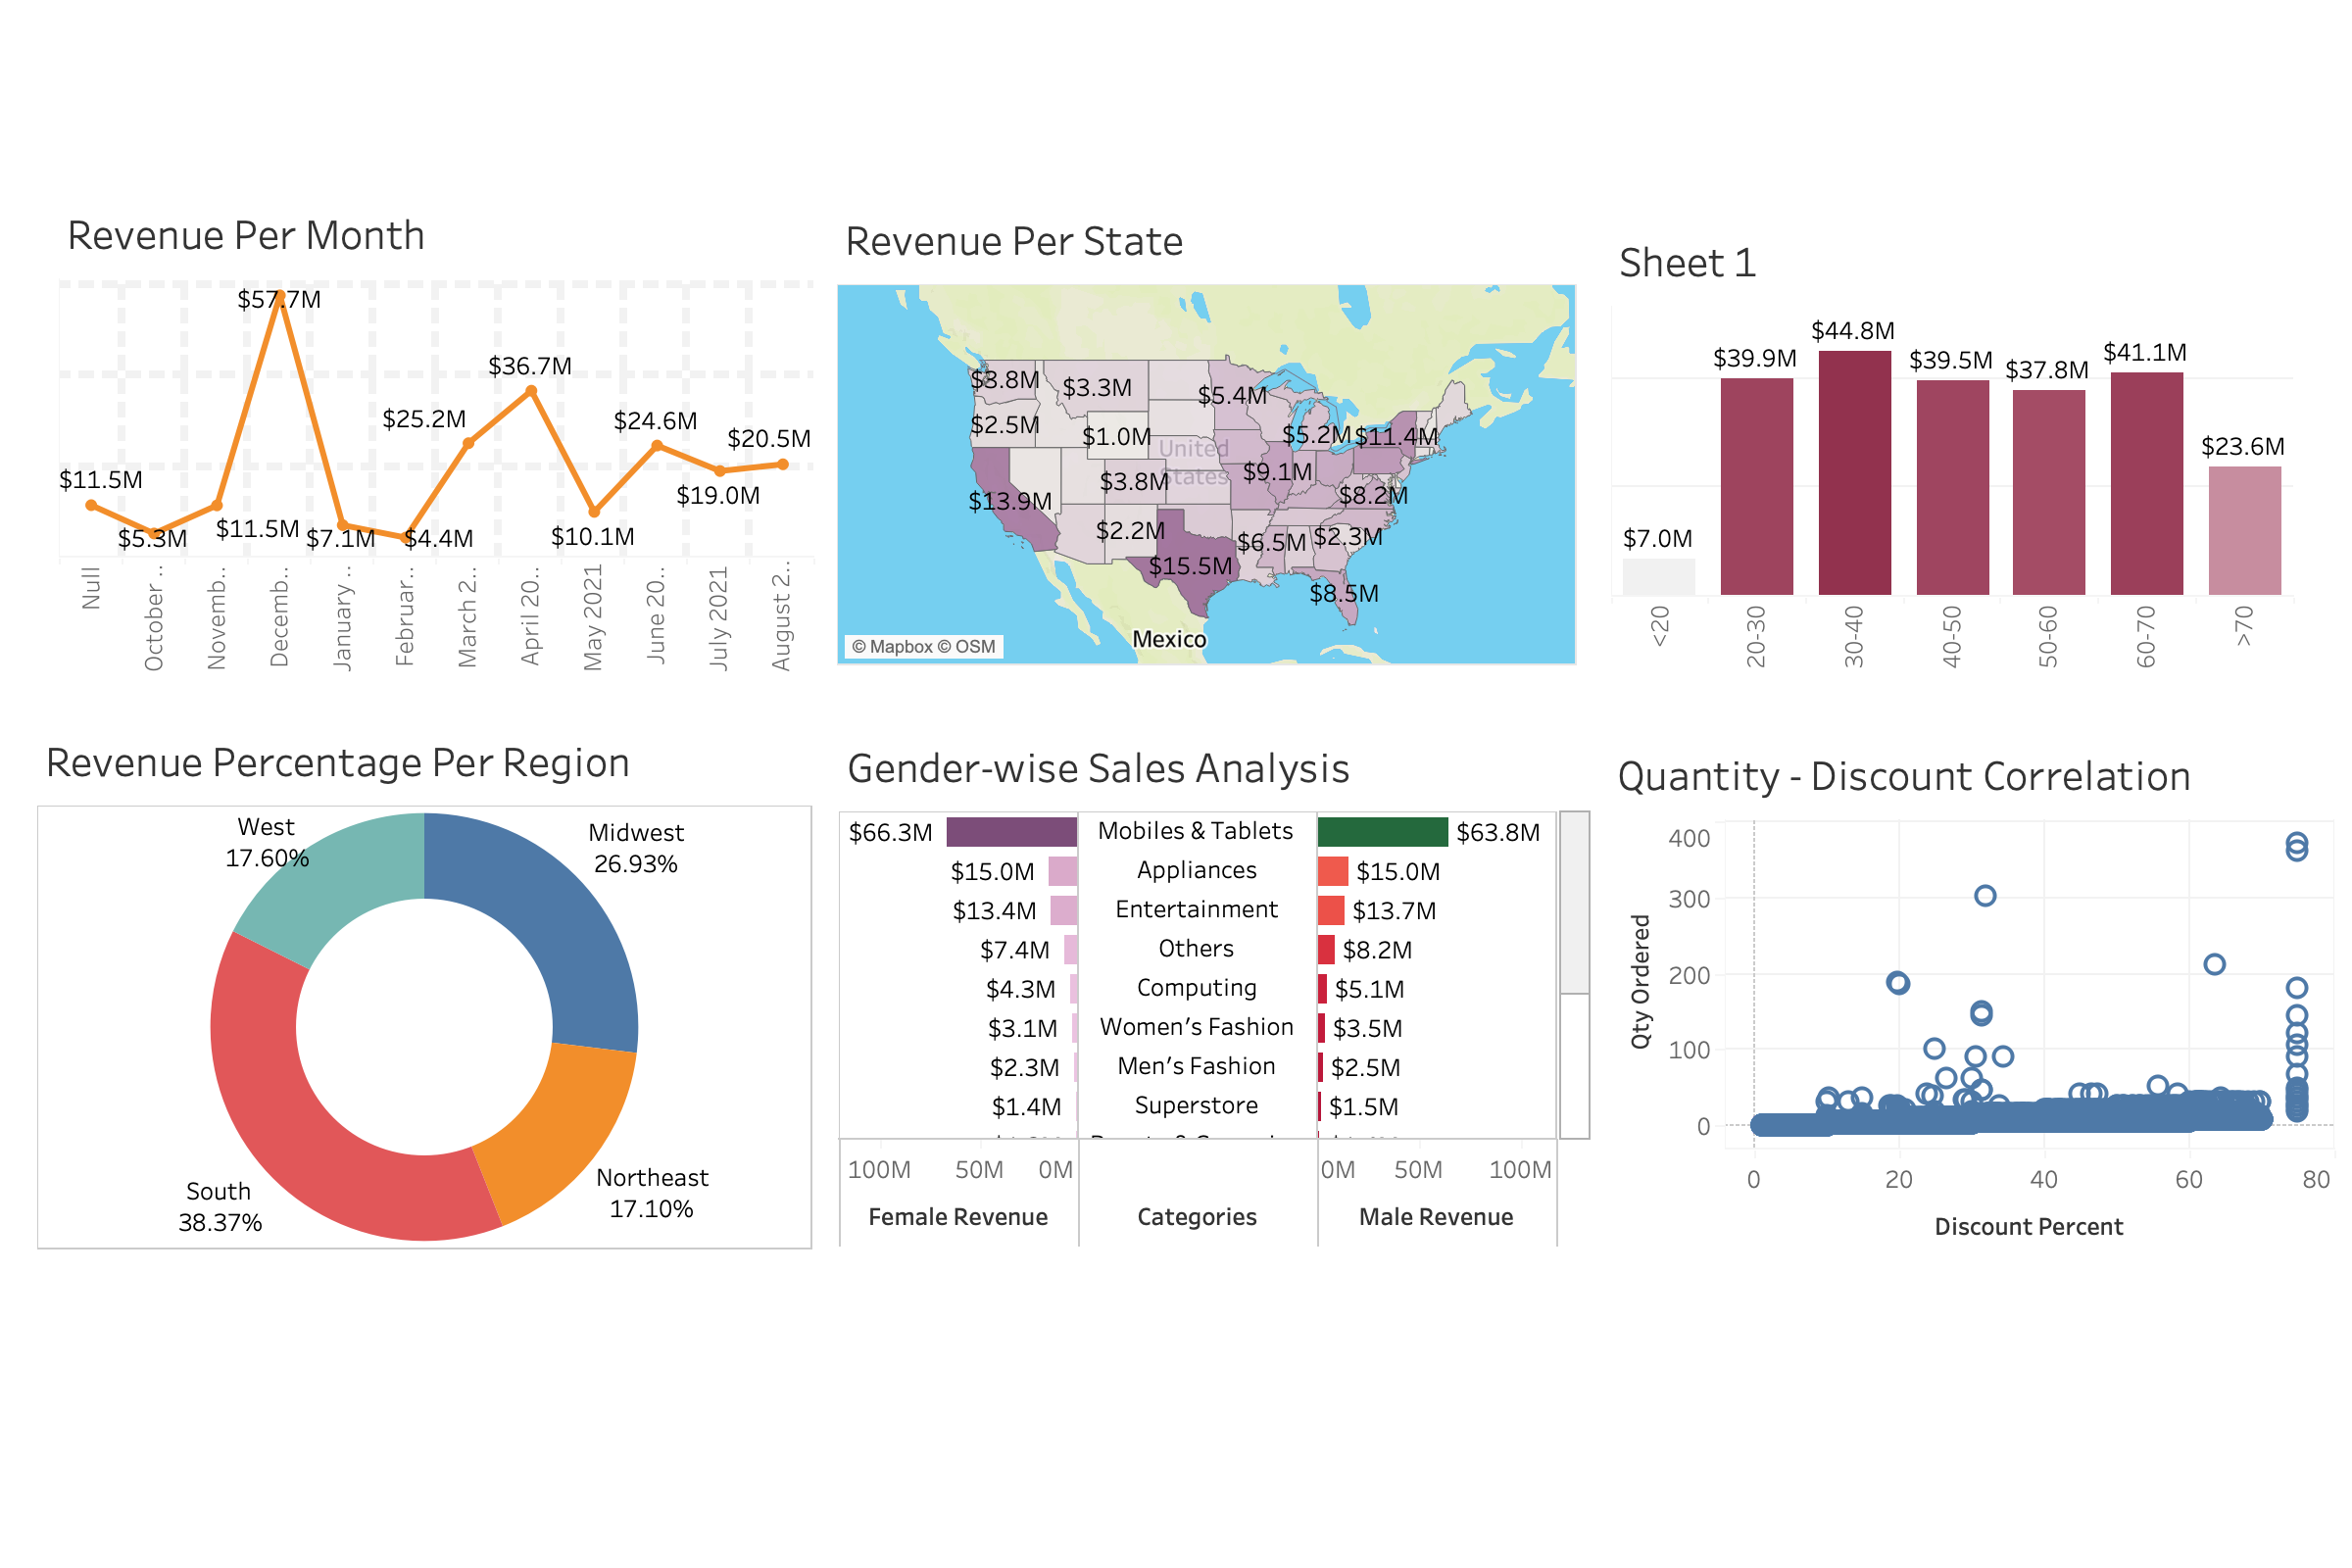 Revenue Per Month
$57.7M
$36.7M
$25.2M
$24.6M
$20.5M
$11.5M
$19.0M
$5.3M
$11.5M
$7.1M
$4.4M
$10.1M
Null
October ..
Novemb..
Decemb..
January ..
Februar..
March 2..
April 20..
May 2021
June 20..
July 2021
August 2..
Revenue Per State
$3.8M
$3.3M
$5.4M
$2.5M
$1.0M
$5.2M
$11.4M
United
States
$3.8M
$9.1M
$13.9M
$8.2M
$2.2M
$6.5M
$2.3M
$15.5M
$8.5M
Mexico
© Mapbox © OSM
Sheet 1
$7.0M
$39.9M
$44.8M
$39.5M
$37.8M
$41.1M
$23.6M
<20
20-30
30-40
40-50
50-60
60-70
>70
Revenue Percentage Per Region
West
17.60%
Midwest
26.93%
South
38.37%
Northeast
17.10%
Gender-wise Sales Analysis
$66.3M Mobiles & Tablets $63.8M
$15.0M Appliances $15.0M
$13.4M Entertainment $13.7M
$7.4M Others $8.2M
$4.3M Computing $5.1M
$3.1M Women's Fashion $3.5M
$2.3M Men's Fashion $2.5M
$1.4M Superstore $1.5M
100M 50M 0M 0M 50M 100M
Female Revenue Categories Male Revenue
Quantity - Discount Correlation
400
300
200
100
0
Qty Ordered
0 20 40 60 80
Discount Percent